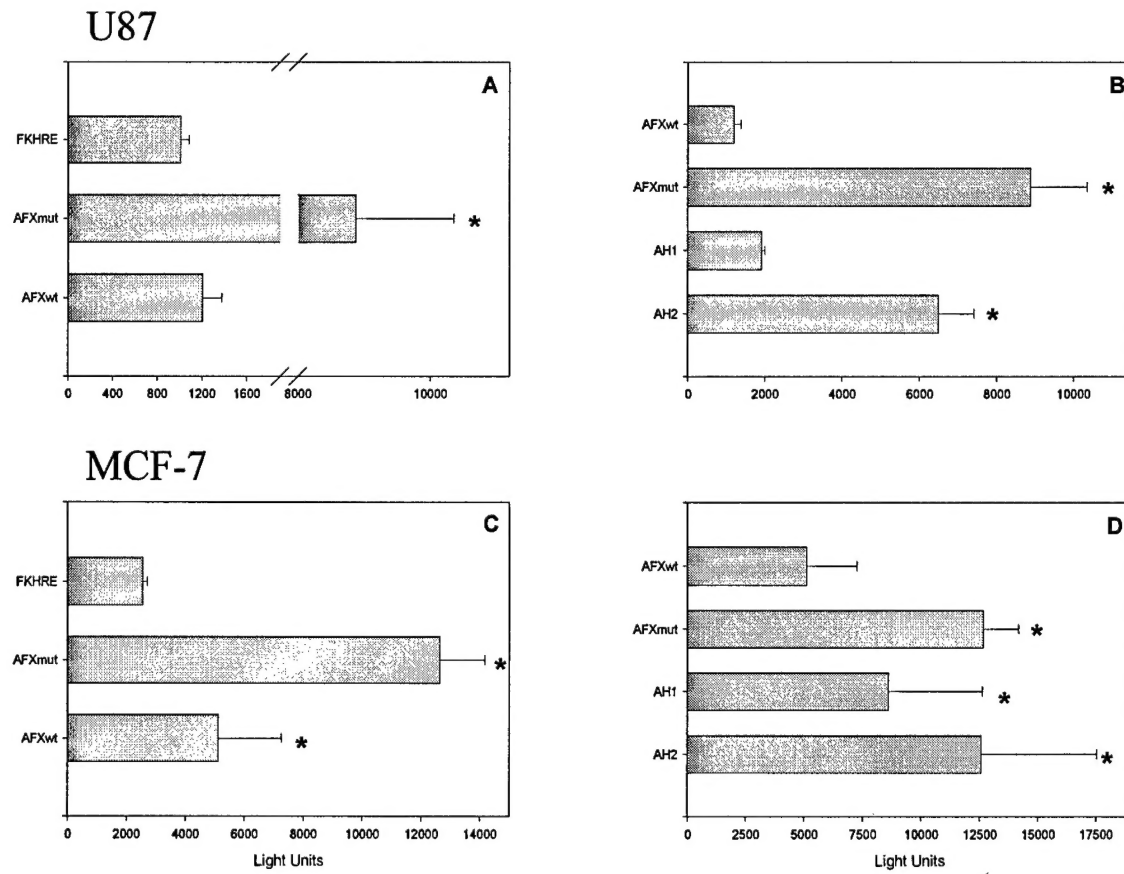 U87
A
FKHRE
AFXmut
*
AFXwt
0 400 800 1200 1600 8000 10000
B
AFXwt
AFXmut
*
AH1
AH2
*
0 2000 4000 6000 8000 10000
MCF-7
C
FKHRE
AFXmut
*
AFXwt
*
0 2000 4000 6000 8000 10000 12000 14000
Light Units
D
AFXwt
AFXmut
*
AH1
*
AH2
*
0 2500 5000 7500 10000 12500 15000 17500
Light Units